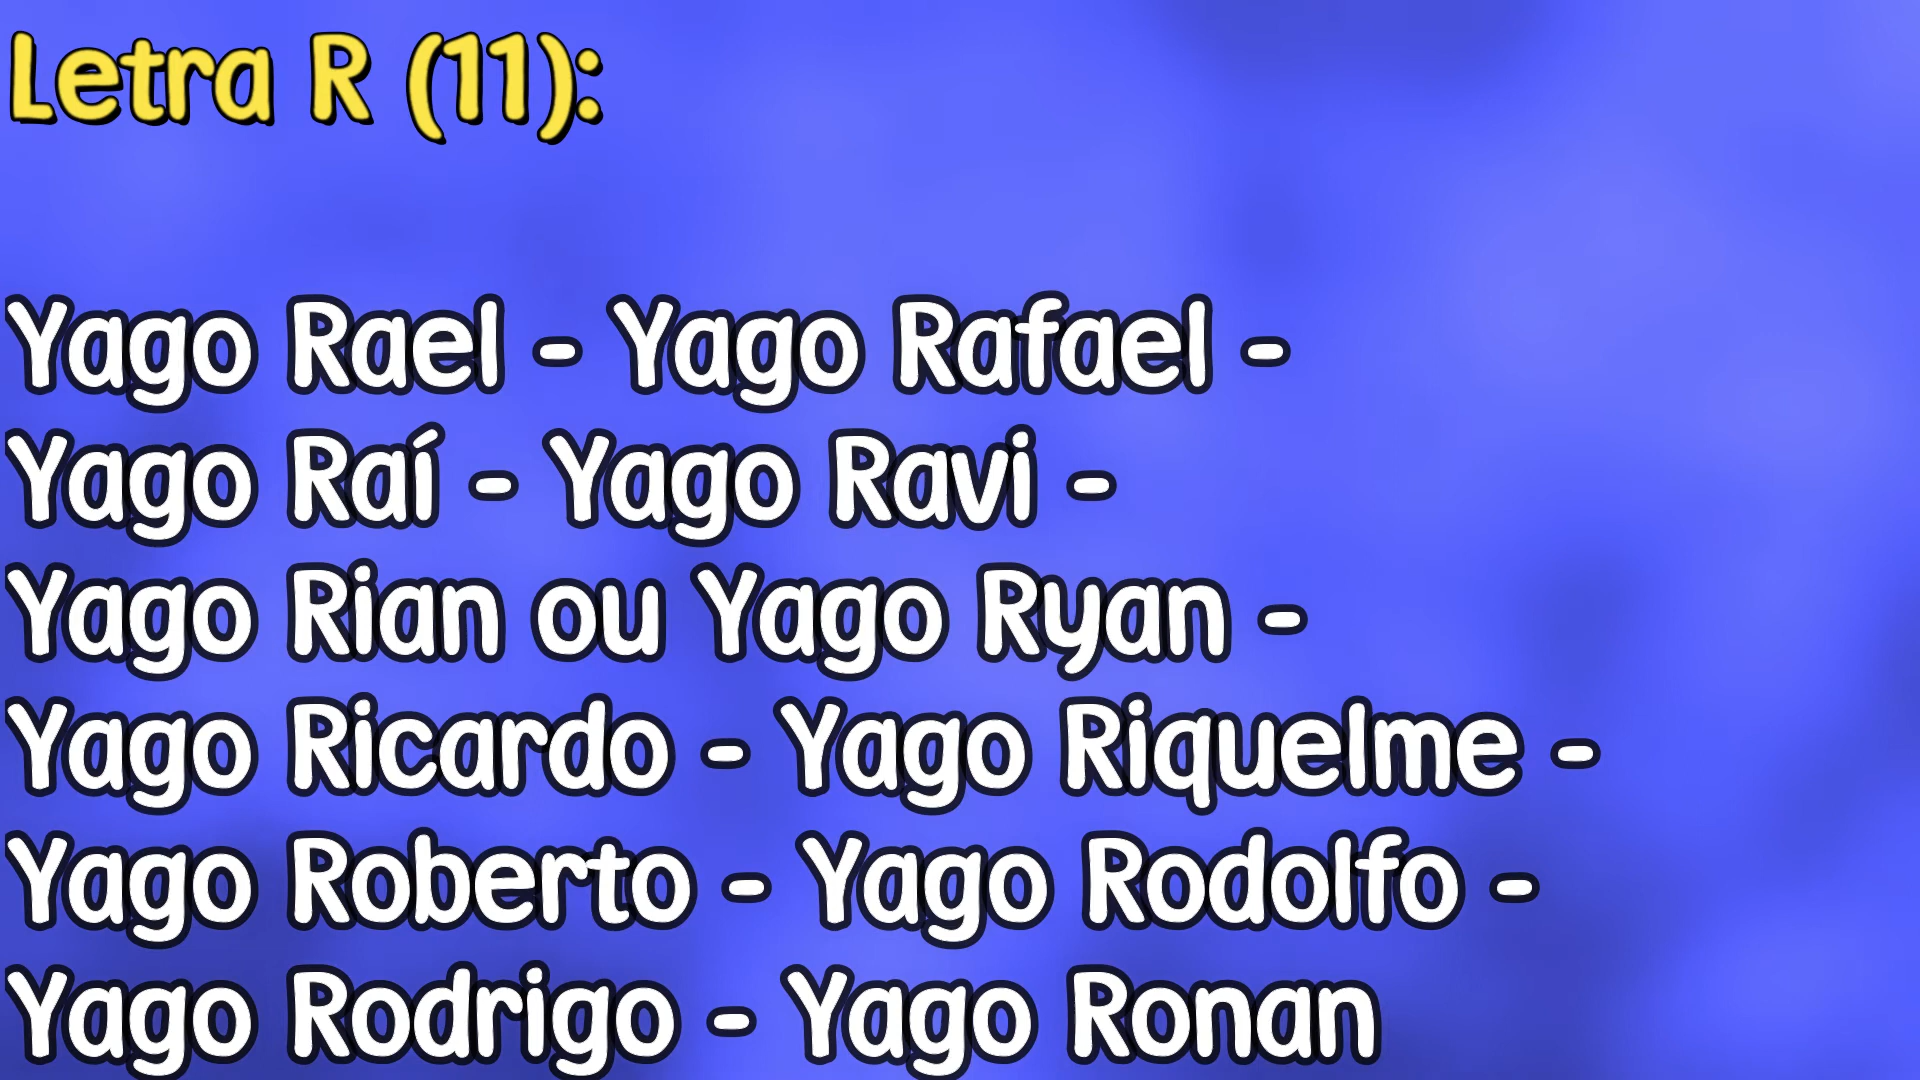 Letra R (11):
Yago Rael - Yago Rafael -
Yago Raí - Yago Ravi -
Yago Rian ou Yago Ryan -
Yago Ricardo - Yago Riquelme -
Yago Roberto - Yago Rodolfo -
Yago Rodrigo - Yago Ronan